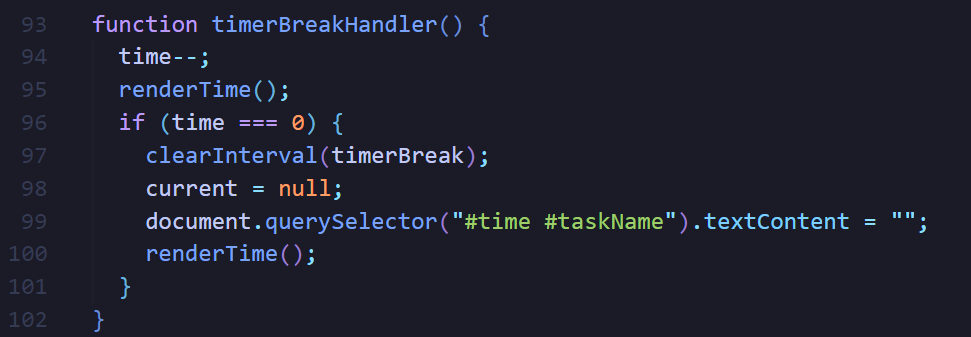 93 function timerBreakHandler() {
94 time--;
95 renderTime();
96 if (time === 0) {
97 clearInterval(timerBreak);
98 current = null;
99 document.querySelector("#time #taskName").textContent = "";
100 renderTime();
101 }
102 }